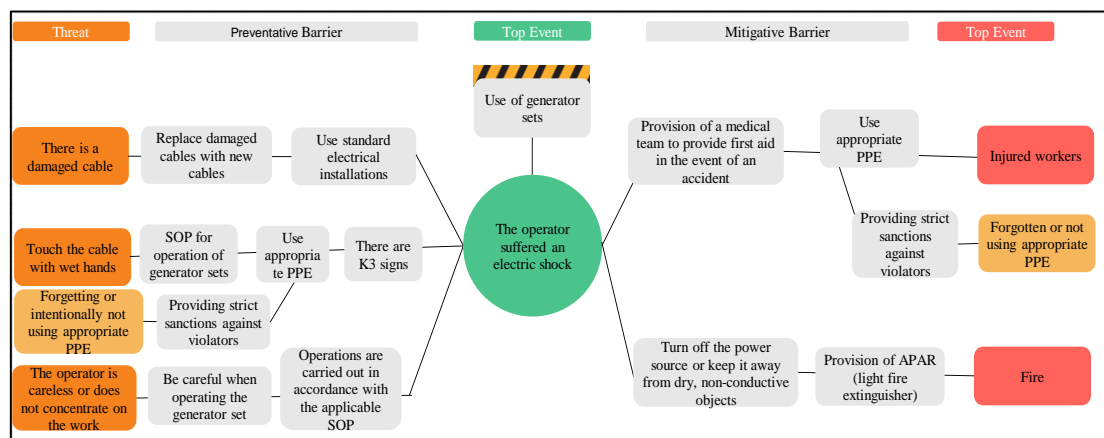 Threat
Preventative Barrier
Top Event
Mitigative Barrier
Top Event
Use of generator
sets
There is a
damaged cable
Replace damaged
cables with new
cables
Use standard
electrical
installations
Provision of a medical
team to provide first aid
in the event of an
accident
Use
appropriate
PPE
Injured workers
The operator
suffered an
electric shock
Touch the cable
with wet hands
SOP for
operation of
generator sets
Use
appropria
te PPE
There are
K3 signs
Providing strict
sanctions
against
violators
Forgotten or not
using appropriate
PPE
Forgetting or
intentionally not
using appropriate
PPE
Providing strict
sanctions against
violators
The operator is
careless or does
not concentrate on
the work
Be careful when
operating the
generator set
Operations are
carried out in
accordance with
the applicable
SOP
Turn off the power
source or keep it away
from dry, non-conductive
objects
Provision of APAR
(light fire
extinguisher)
Fire